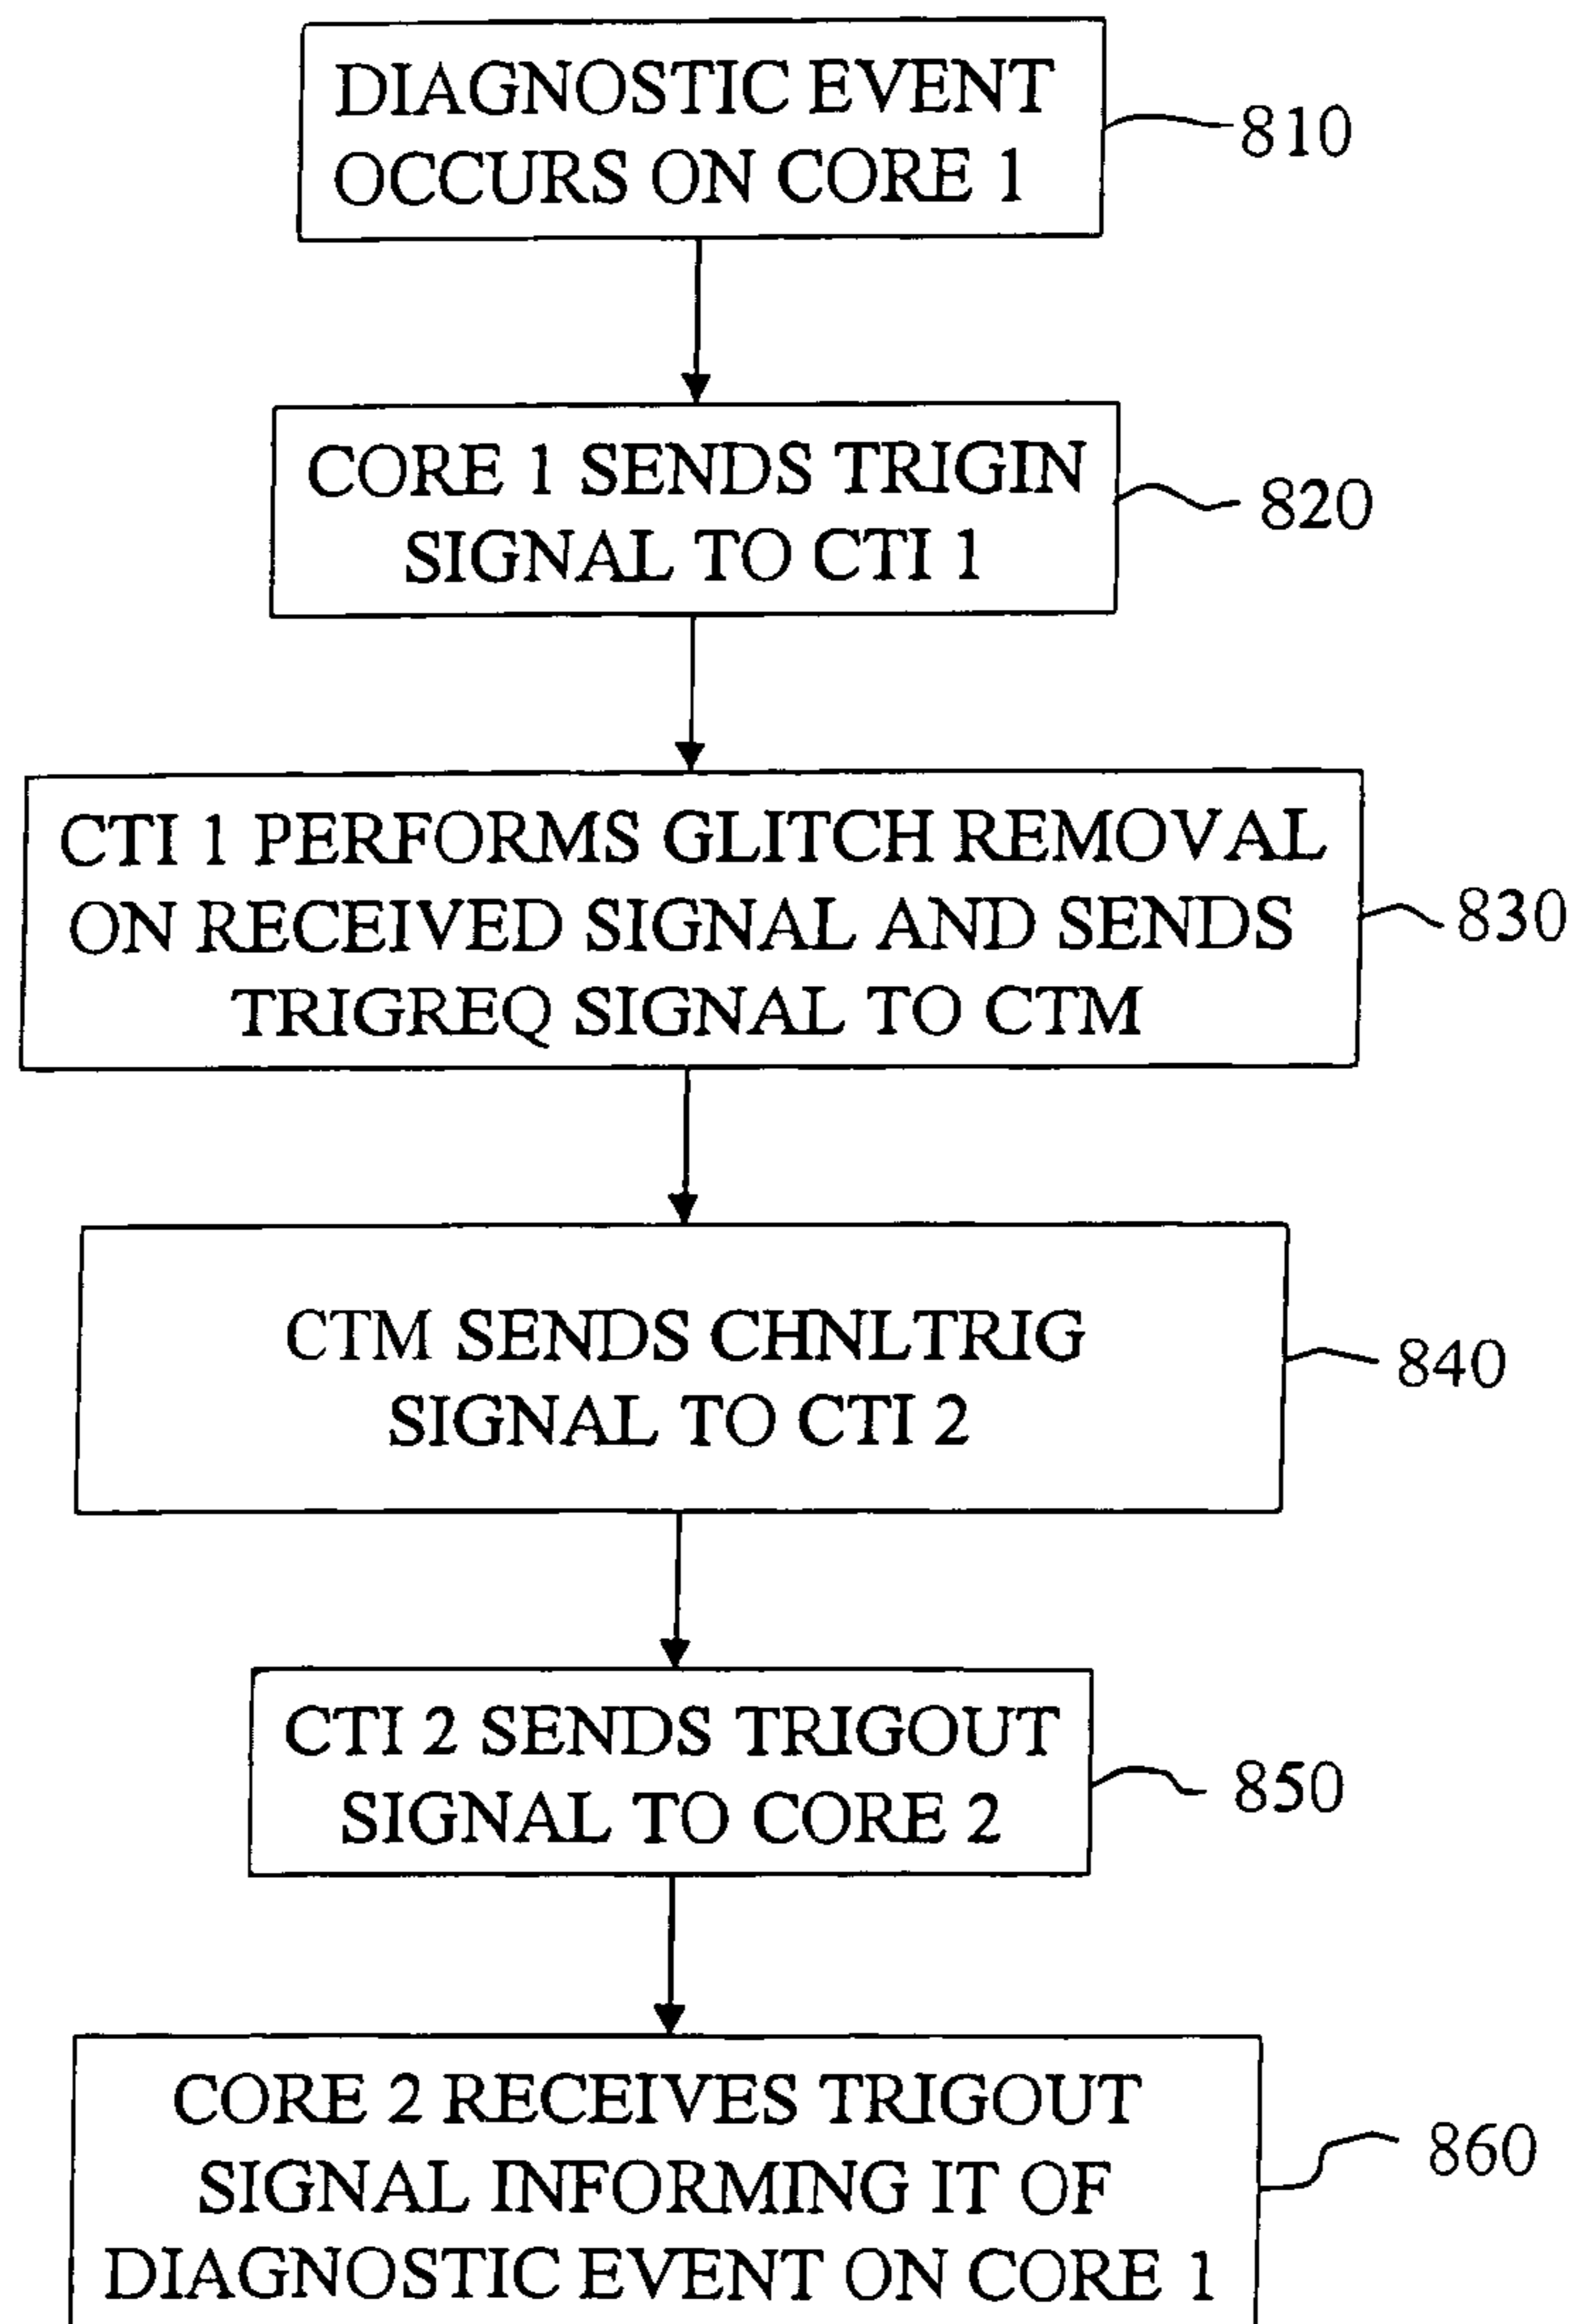 DIAGNOSTIC EVENT
OCCURS ON CORE 1
810
CORE 1 SENDS TRIGIN
SIGNAL TO CTI 1
820
CTI 1 PERFORMS GLITCH REMOVAL
ON RECEIVED SIGNAL AND SENDS
TRIGREQ SIGNAL TO CTM
830
CTM SENDS CHNLTRIG
SIGNAL TO CTI 2
840
CTI 2 SENDS TRIGOUT
SIGNAL TO CORE 2
850
CORE 2 RECEIVES TRIGOUT
SIGNAL INFORMING IT OF
DIAGNOSTIC EVENT ON CORE 1
860